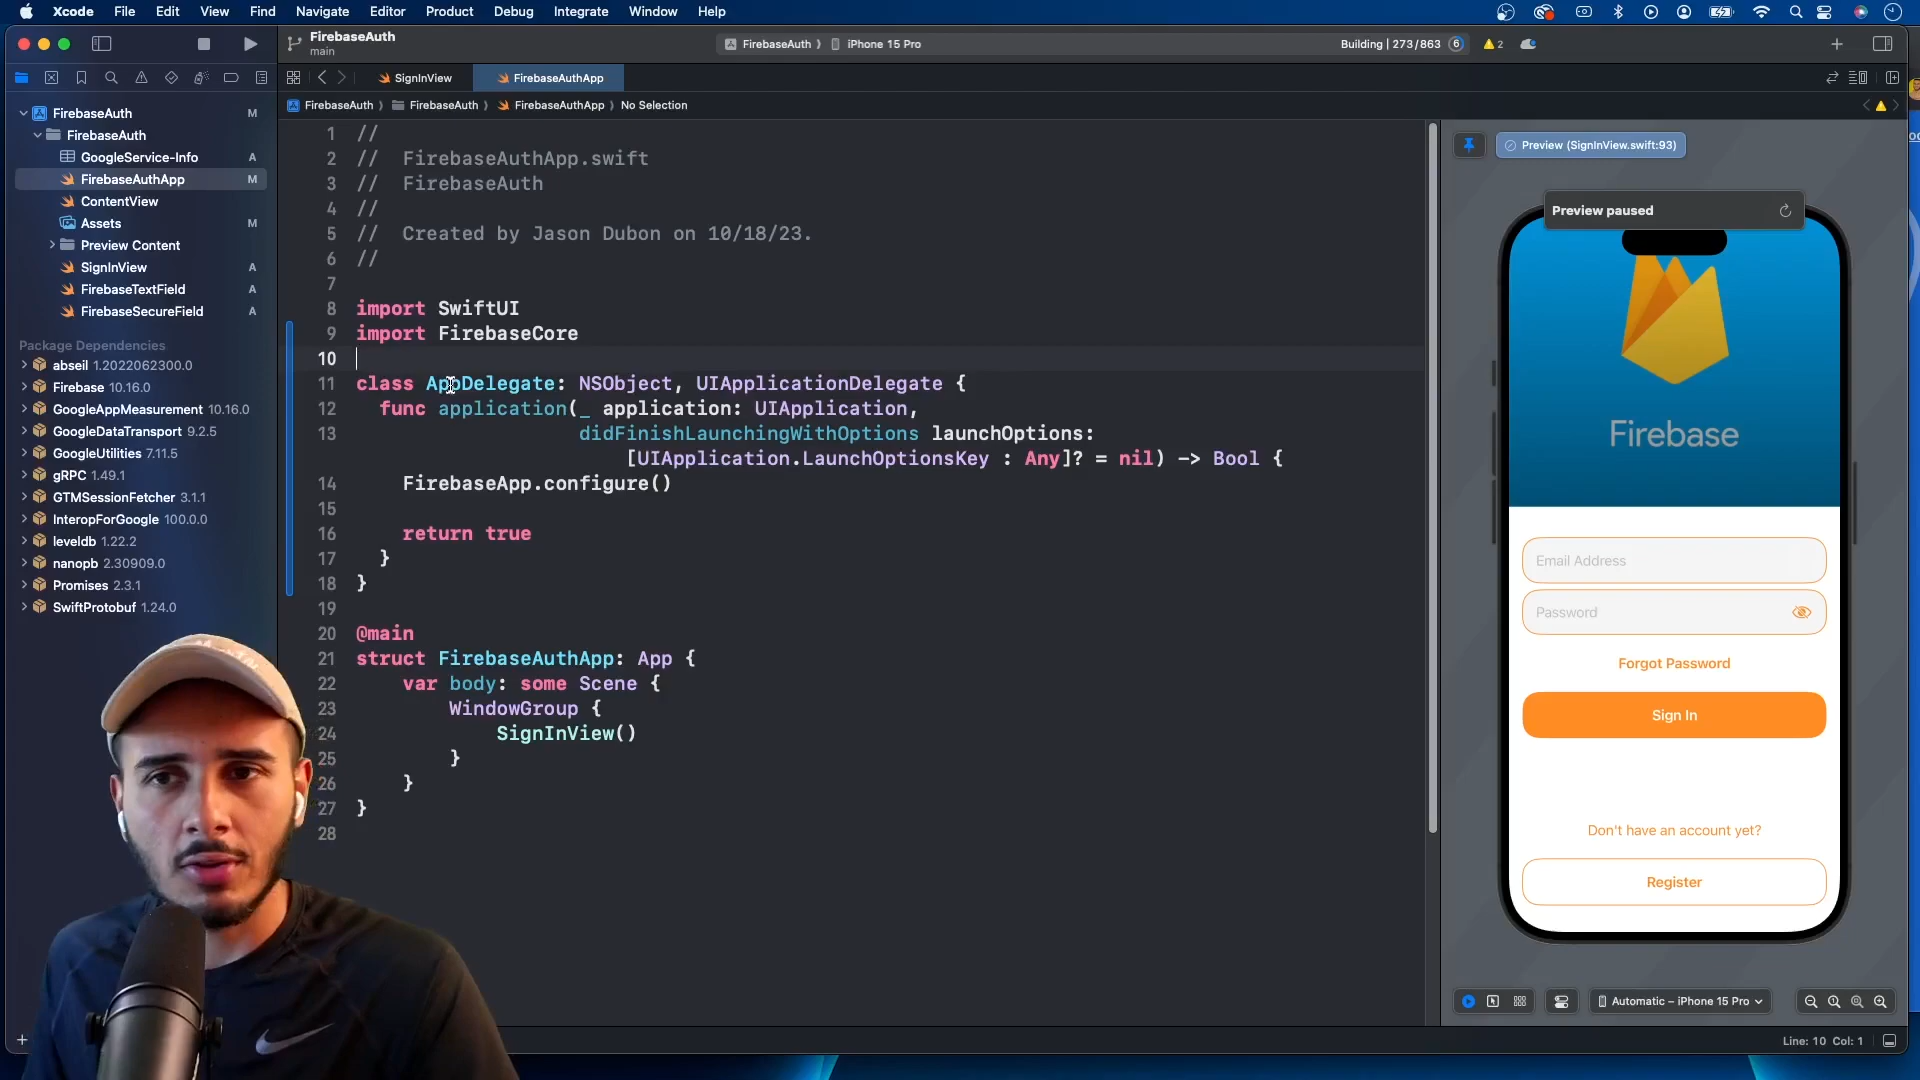 Xcode File Edit View Find Navigate Editor Product Debug Integrate Window Help
FirebaseAuth
main
FirebaseAuth ⟩ iPhone 15 Pro
Building | 273/863 6
2
SignInView
FirebaseAuthApp
FirebaseAuth ⟩ FirebaseAuth ⟩ FirebaseAuthApp ⟩ No Selection
FirebaseAuth M
FirebaseAuth
GoogleService-Info A
FirebaseAuthApp M
ContentView
Assets M
Preview Content
SignInView A
FirebaseTextField A
FirebaseSecureField A
Package Dependencies
abseil 1.2022062300.0
Firebase 10.16.0
GoogleAppMeasurement 10.16.0
GoogleDataTransport 9.2.5
GoogleUtilities 7.11.5
gRPC 1.49.1
GTMSessionFetcher 3.1.1
InteropForGoogle 100.0.0
leveldb 1.22.2
nanopb 2.30909.0
Promises 2.3.1
SwiftProtobuf 1.24.0
1 //
2 //  FirebaseAuthApp.swift
3 //  FirebaseAuth
4 //
5 //  Created by Jason Dubon on 10/18/23.
6 //
7
8 import SwiftUI
9 import FirebaseCore
10
11 class AppDelegate: NSObject, UIApplicationDelegate {
12 func application(_ application: UIApplication,
13 didFinishLaunchingWithOptions launchOptions:
[UIApplication.LaunchOptionsKey : Any]? = nil) -> Bool {
14 FirebaseApp.configure()
15
16 return true
17 }
18 }
19
20 @main
21 struct FirebaseAuthApp: App {
22 var body: some Scene {
23 WindowGroup {
24 SignInView()
25 }
26 }
27 }
28
Preview (SignInView.swift:93)
Preview paused
Firebase
Email Address
Password
Forgot Password
Sign In
Don't have an account yet?
Register
Automatic – iPhone 15 Pro
Line: 10 Col: 1